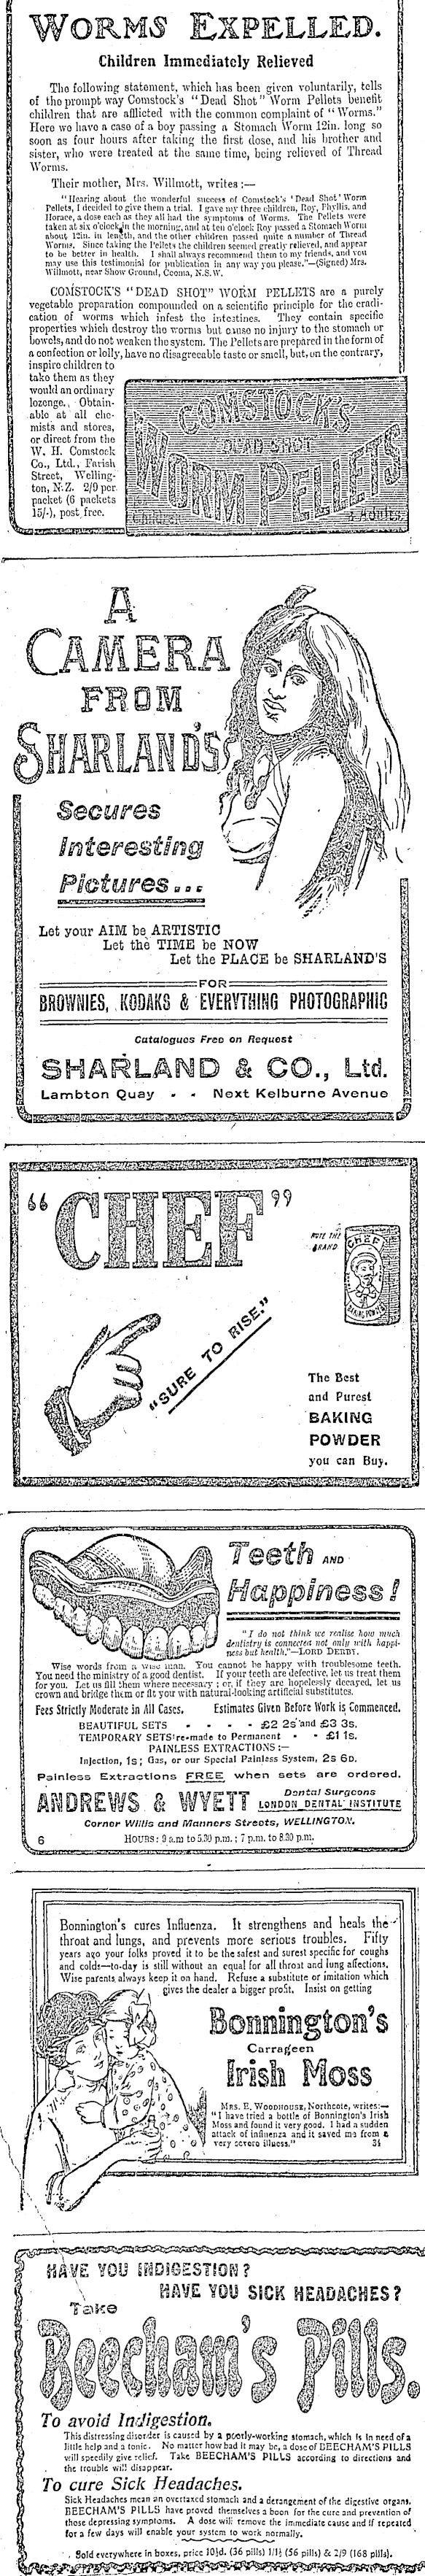 WORMS EXPELLED.
Children Immediately Relieved
The following statement, which has been given voluntarily, tells
of the prompt way Comstock's "Dead Shot" Worm Pellets benefit
children that are afflicted with the common complaint of "Worms."
Here we have a case of a boy passing a Stomach Worm 12in. long so
soon as four hours after taking the first dose, and his brother and
sister, who were treated at the same time, being relieved of Thread
Worms.
Their mother, Mrs. Willmott, writes:—
"Hearing about the wonderful success of Comstock's 'Dead Shot' Worm
Pellets, I decided to give them a trial. I gave my three children, Roy, Phyllis, and
Horace, a dose each as they all had the symptoms of Worms. The Pellets were
taken at six o'clock in the morning, and at ten o'clock Roy passed a Stomach Worm
about 12in. in length, and the other children passed quite a number of Thread
Worms. Since taking the Pellets the children seemed greatly relieved, and appear
to be better in health. I shall always recommend them to my friends, and you
may use this testimonial for publication in any way you please."—(Signed) Mrs.
Willmott, near Show Ground, Cooma, N.S.W.
COMSTOCK'S "DEAD SHOT" WORM PELLETS are a purely
vegetable preparation compounded on a scientific principle for the eradi-
cation of worms which infest the intestines. They contain specific
properties which destroy the worms but cause no injury to the stomach or
bowels, and do not weaken the system. The Pellets are prepared in the form of
a confection or lolly, have no disagreeable taste or smell, but, on the contrary,
inspire children to
take them as they
would an ordinary
lozenge. Obtain-
able at all che-
mists and stores,
or direct from the
W. H. Comstock
Co., Ltd., Farish
Street, Welling-
ton, N.Z. 2/9 per
packet (6 packets
15/-), post free.
COMSTOCK'S
"DEAD SHOT"
WORM PELLETS
Children & Adults
A
CAMERA
FROM
SHARLAND'S
Secures
Interesting
Pictures...
Let your AIM be ARTISTIC
Let the TIME be NOW
Let the PLACE be SHARLAND'S
FOR
BROWNIES, KODAKS & EVERYTHING PHOTOGRAPHIC
Catalogues Free on Request
SHARLAND & CO., Ltd.
Lambton Quay - - Next Kelburne Avenue
"CHEF"
NOTE THE
BRAND
CHEF
BAKING POWDER
"SURE TO RISE."
The Best
and Purest
BAKING
POWDER
you can Buy.
Teeth AND
Happiness!
"I do not think we realise how much
dentistry is connected not only with happi-
ness but health."—LORD DERBY.
Wise words from a wise man. You cannot be happy with troublesome teeth.
You need the ministry of a good dentist. If your teeth are defective, let us treat them
for you. Let us fill them where necessary; or, if they are hopelessly decayed, let us
crown and bridge them or fit you with natural-looking artificial substitutes.
Fees Strictly Moderate in All Cases. Estimates Given Before Work is Commenced.
BEAUTIFUL SETS - - - - £2 2s and £3 3s.
TEMPORARY SETS re-made to Permanent - - £1 1s.
PAINLESS EXTRACTIONS:—
Injection, 1s; Gas, or our Special Painless System, 2s 6D.
Painless Extractions FREE when sets are ordered.
ANDREWS & WYETT Dental Surgeons
LONDON DENTAL INSTITUTE
Corner Willis and Manners Streets, WELLINGTON.
6 HOURS: 9 a.m to 5.30 p.m.; 7 p.m. to 8.30 p.m.
Bonnington's cures Influenza. It strengthens and heals the
throat and lungs, and prevents more serious troubles. Fifty
years ago your folks proved it to be the safest and surest specific for coughs
and colds—to-day is still without an equal for all throat and lung affections.
Wise parents always keep it on hand. Refuse a substitute or imitation which
gives the dealer a bigger profit. Insist on getting
Bonnington's
Carrageen
Irish Moss
MRS. E. WOODHOUSE, Northcote, writes:—
"I have tried a bottle of Bonnington's Irish
Moss and found it very good. I had a sudden
attack of influenza and it saved me from a
very severe illness." 34
HAVE YOU INDIGESTION?
HAVE YOU SICK HEADACHES?
Take
Beecham's Pills.
To avoid Indigestion.
This distressing disorder is caused by a poorly-working stomach, which is in need of a
little help and a tonic. No matter how bad it may be, a dose of BEECHAM'S PILLS
will speedily give relief. Take BEECHAM'S PILLS according to directions and
the trouble will disappear.
To cure Sick Headaches.
Sick Headaches mean an overtaxed stomach and a derangement of the digestive organs.
BEECHAM'S PILLS have proved themselves a boon for the cure and prevention of
those depressing symptoms. A dose will remove the immediate cause and if repeated
for a few days will enable your system to work normally.
Sold everywhere in boxes, price 10½d. (36 pills) 1/1½ (56 pills) & 2/9 (168 pills).